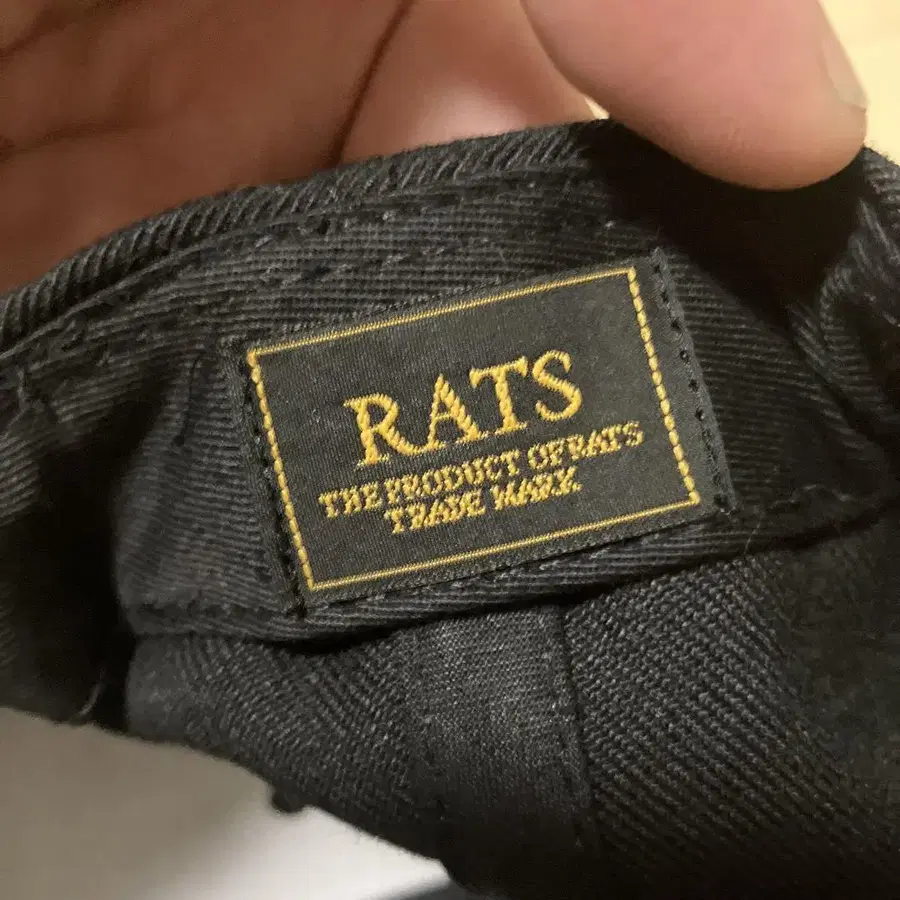 RATS
THE PRODUCT OF RATS
TRADE MARK